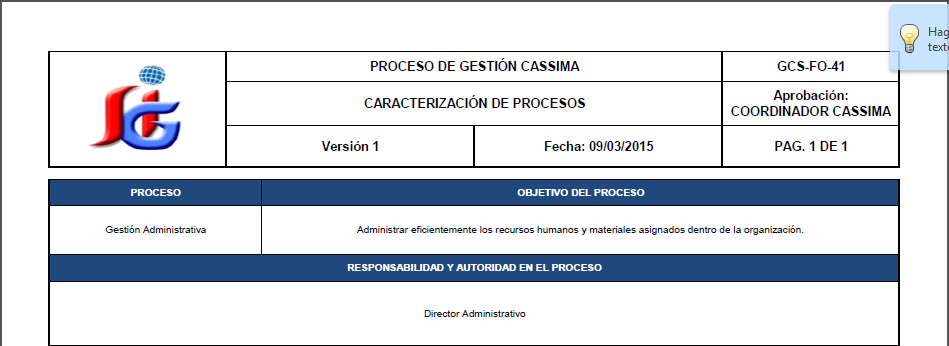 PROCESO DE GESTIÓN CASSIMA
GCS-FO-41
CARACTERIZACIÓN DE PROCESOS
Aprobación:
COORDINADOR CASSIMA
Versión 1
Fecha: 09/03/2015
PAG. 1 DE 1
PROCESO
OBJETIVO DEL PROCESO
Gestión Administrativa
Administrar eficientemente los recursos humanos y materiales asignados dentro de la organización.
RESPONSABILIDAD Y AUTORIDAD EN EL PROCESO
Director Administrativo